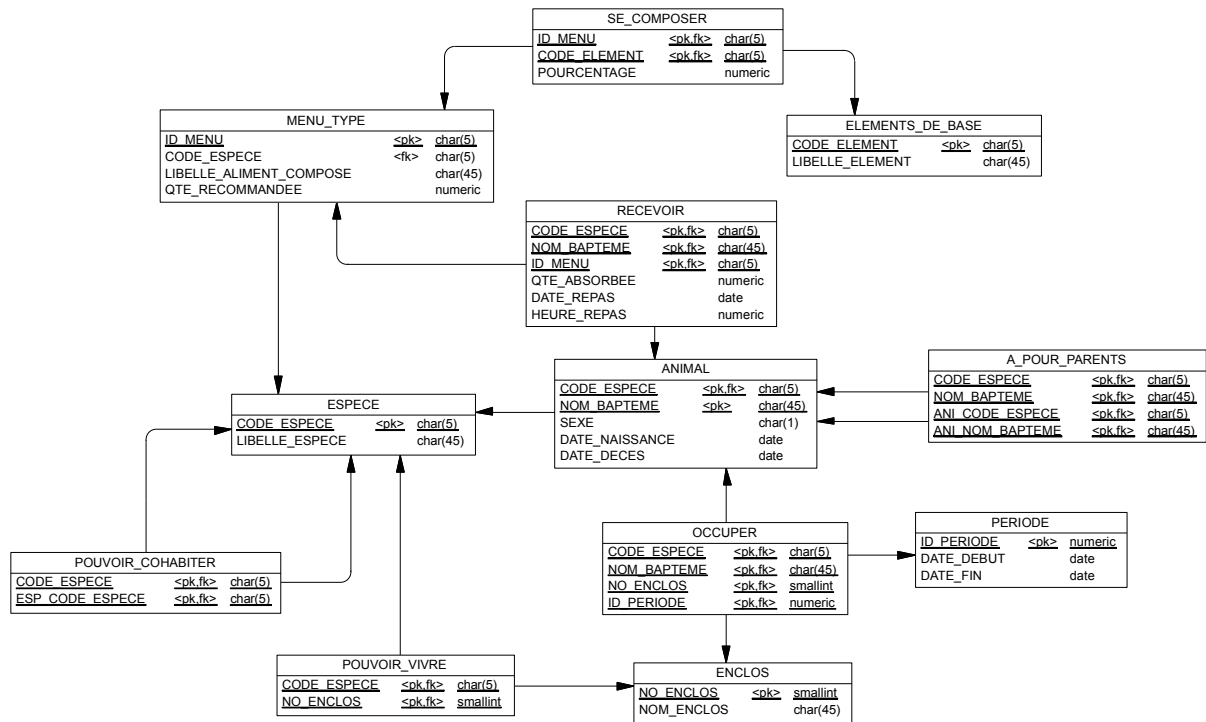 SE_COMPOSER
ID_MENU <pk,fk> char(5)
CODE_ELEMENT <pk,fk> char(5)
POURCENTAGE numeric
MENU_TYPE
ID_MENU <pk> char(5)
CODE_ESPECE <fk> char(5)
LIBELLE_ALIMENT_COMPOSE char(45)
QTE_RECOMMANDEE numeric
ELEMENTS_DE_BASE
CODE_ELEMENT <pk> char(5)
LIBELLE_ELEMENT char(45)
RECEVOIR
CODE_ESPECE <pk,fk> char(5)
NOM_BAPTEME <pk,fk> char(45)
ID_MENU <pk,fk> char(5)
QTE_ABSORBEE numeric
DATE_REPAS date
HEURE_REPAS numeric
ANIMAL
CODE_ESPECE <pk,fk> char(5)
NOM_BAPTEME <pk> char(45)
SEXE char(1)
DATE_NAISSANCE date
DATE_DECES date
A_POUR_PARENTS
CODE_ESPECE <pk,fk> char(5)
NOM_BAPTEME <pk,fk> char(45)
ANI_CODE_ESPECE <pk,fk> char(5)
ANI_NOM_BAPTEME <pk,fk> char(45)
ESPECE
CODE_ESPECE <pk> char(5)
LIBELLE_ESPECE char(45)
OCCUPER
CODE_ESPECE <pk,fk> char(5)
NOM_BAPTEME <pk,fk> char(45)
NO_ENCLOS <pk,fk> smallint
ID_PERIODE <pk,fk> numeric
PERIODE
ID_PERIODE <pk> numeric
DATE_DEBUT date
DATE_FIN date
POUVOIR_COHABITER
CODE_ESPECE <pk,fk> char(5)
ESP_CODE_ESPECE <pk,fk> char(5)
POUVOIR_VIVRE
CODE_ESPECE <pk,fk> char(5)
NO_ENCLOS <pk,fk> smallint
ENCLOS
NO_ENCLOS <pk> smallint
NOM_ENCLOS char(45)